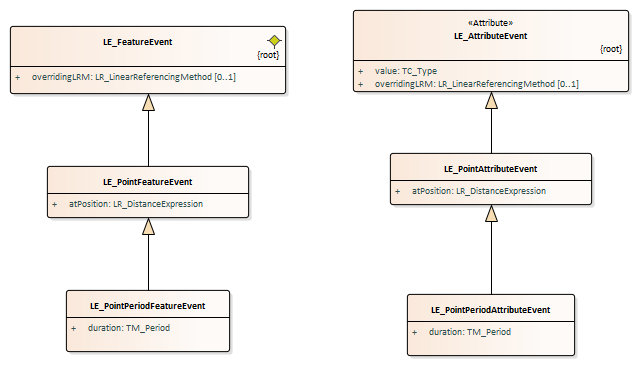 LE_FeatureEvent
{root}
+ overridingLRM: LR_LinearReferencingMethod [0..1]
LE_PointFeatureEvent
+ atPosition: LR_DistanceExpression
LE_PointPeriodFeatureEvent
+ duration: TM_Period
«Attribute»
LE_AttributeEvent
{root}
+ value: TC_Type
+ overridingLRM: LR_LinearReferencingMethod [0..1]
LE_PointAttributeEvent
+ atPosition: LR_DistanceExpression
LE_PointPeriodAttributeEvent
+ duration: TM_Period